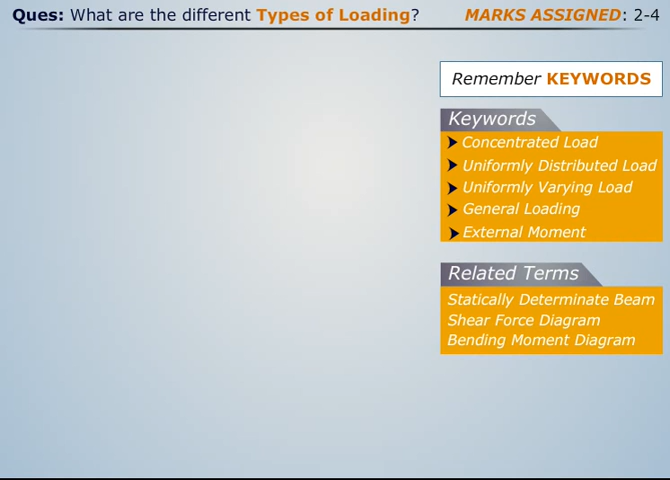 Ques: What are the different Types of Loading? MARKS ASSIGNED: 2-4
Remember KEYWORDS
Keywords
Concentrated Load
Uniformly Distributed Load
Uniformly Varying Load
General Loading
External Moment
Related Terms
Statically Determinate Beam
Shear Force Diagram
Bending Moment Diagram